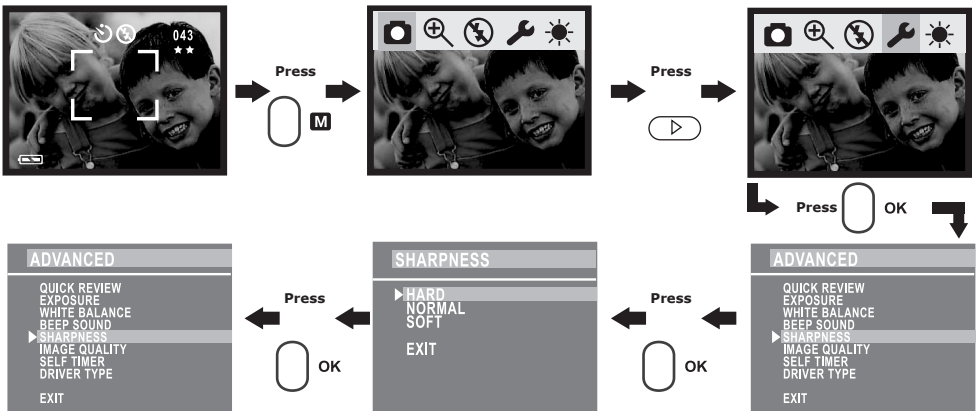 043
★★
Press
M
Press
Press
OK
ADVANCED
QUICK REVIEW
EXPOSURE
WHITE BALANCE
BEEP SOUND
SHARPNESS
IMAGE QUALITY
SELF TIMER
DRIVER TYPE
EXIT
Press
OK
SHARPNESS
HARD
NORMAL
SOFT
EXIT
Press
OK
ADVANCED
QUICK REVIEW
EXPOSURE
WHITE BALANCE
BEEP SOUND
SHARPNESS
IMAGE QUALITY
SELF TIMER
DRIVER TYPE
EXIT